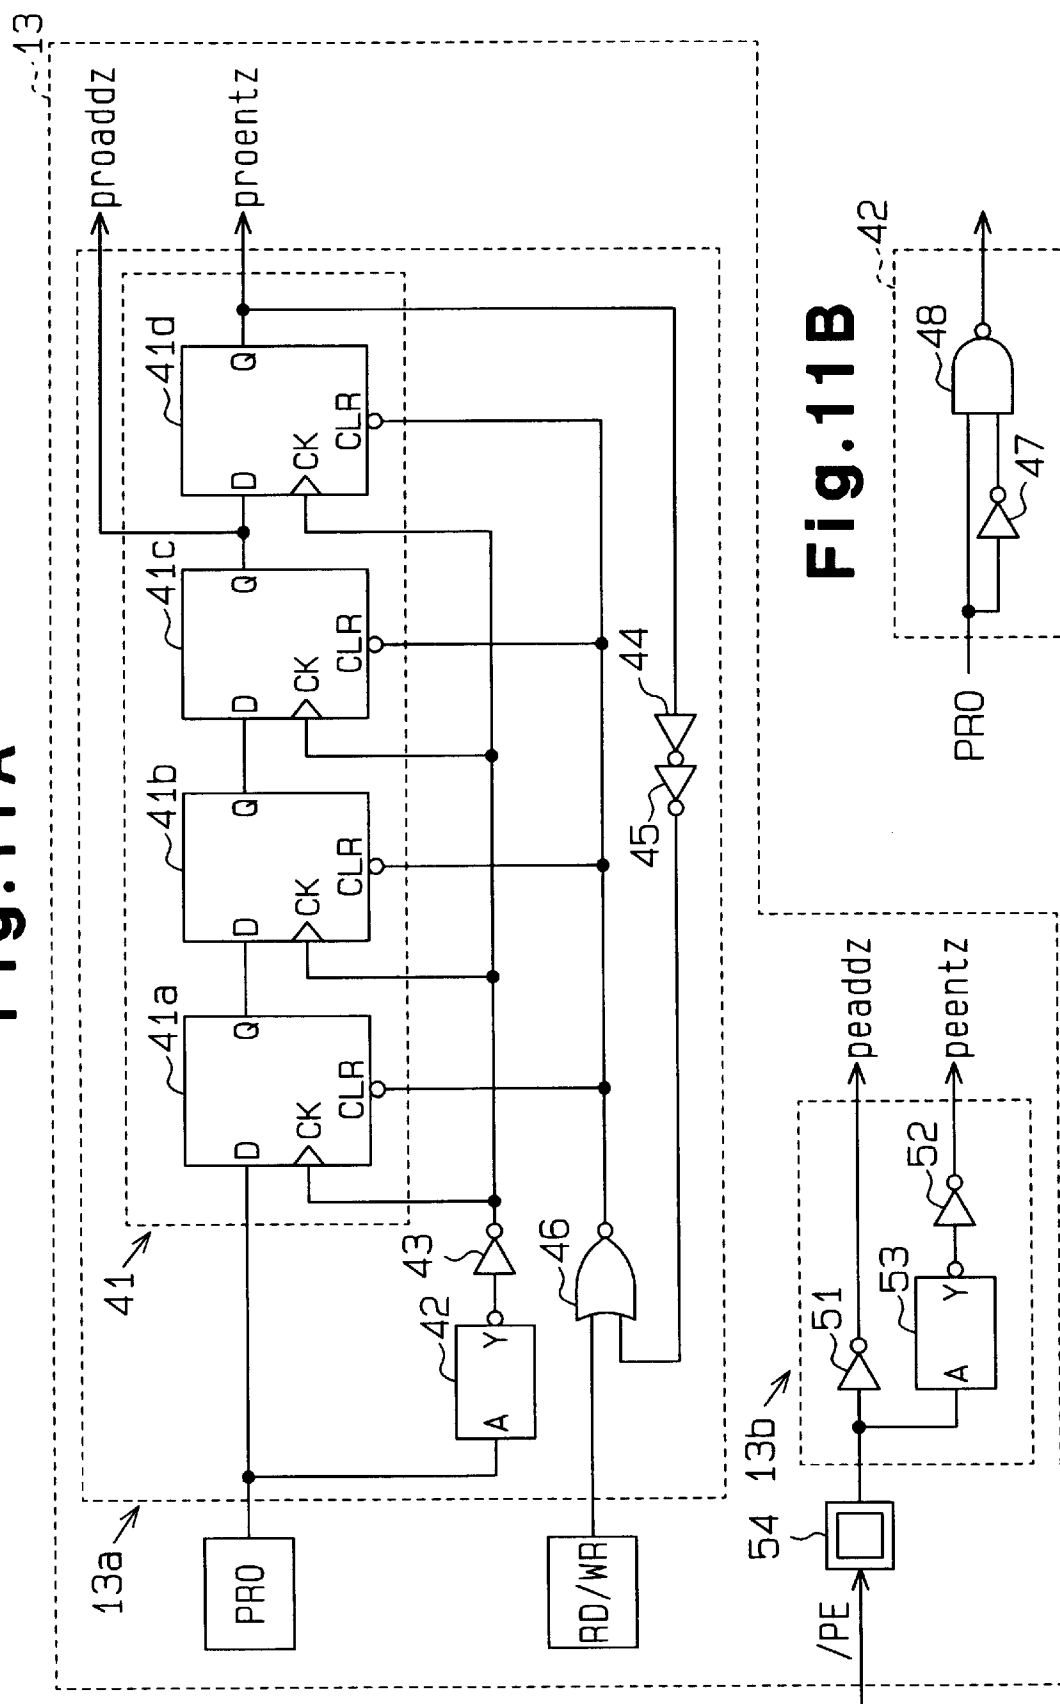 Fig.11A
13
proaddz
proentz
41
41a
41b
41c
41d
D
Q
CK
CLR
D
Q
CK
CLR
D
Q
CK
CLR
D
Q
CK
CLR
13a
PRO
42
A
Y
43
RD/WR
46
45
44
13b
/PE
54
51
peaddz
53
A
Y
52
peentz
Fig.11B
42
PRO
47
48